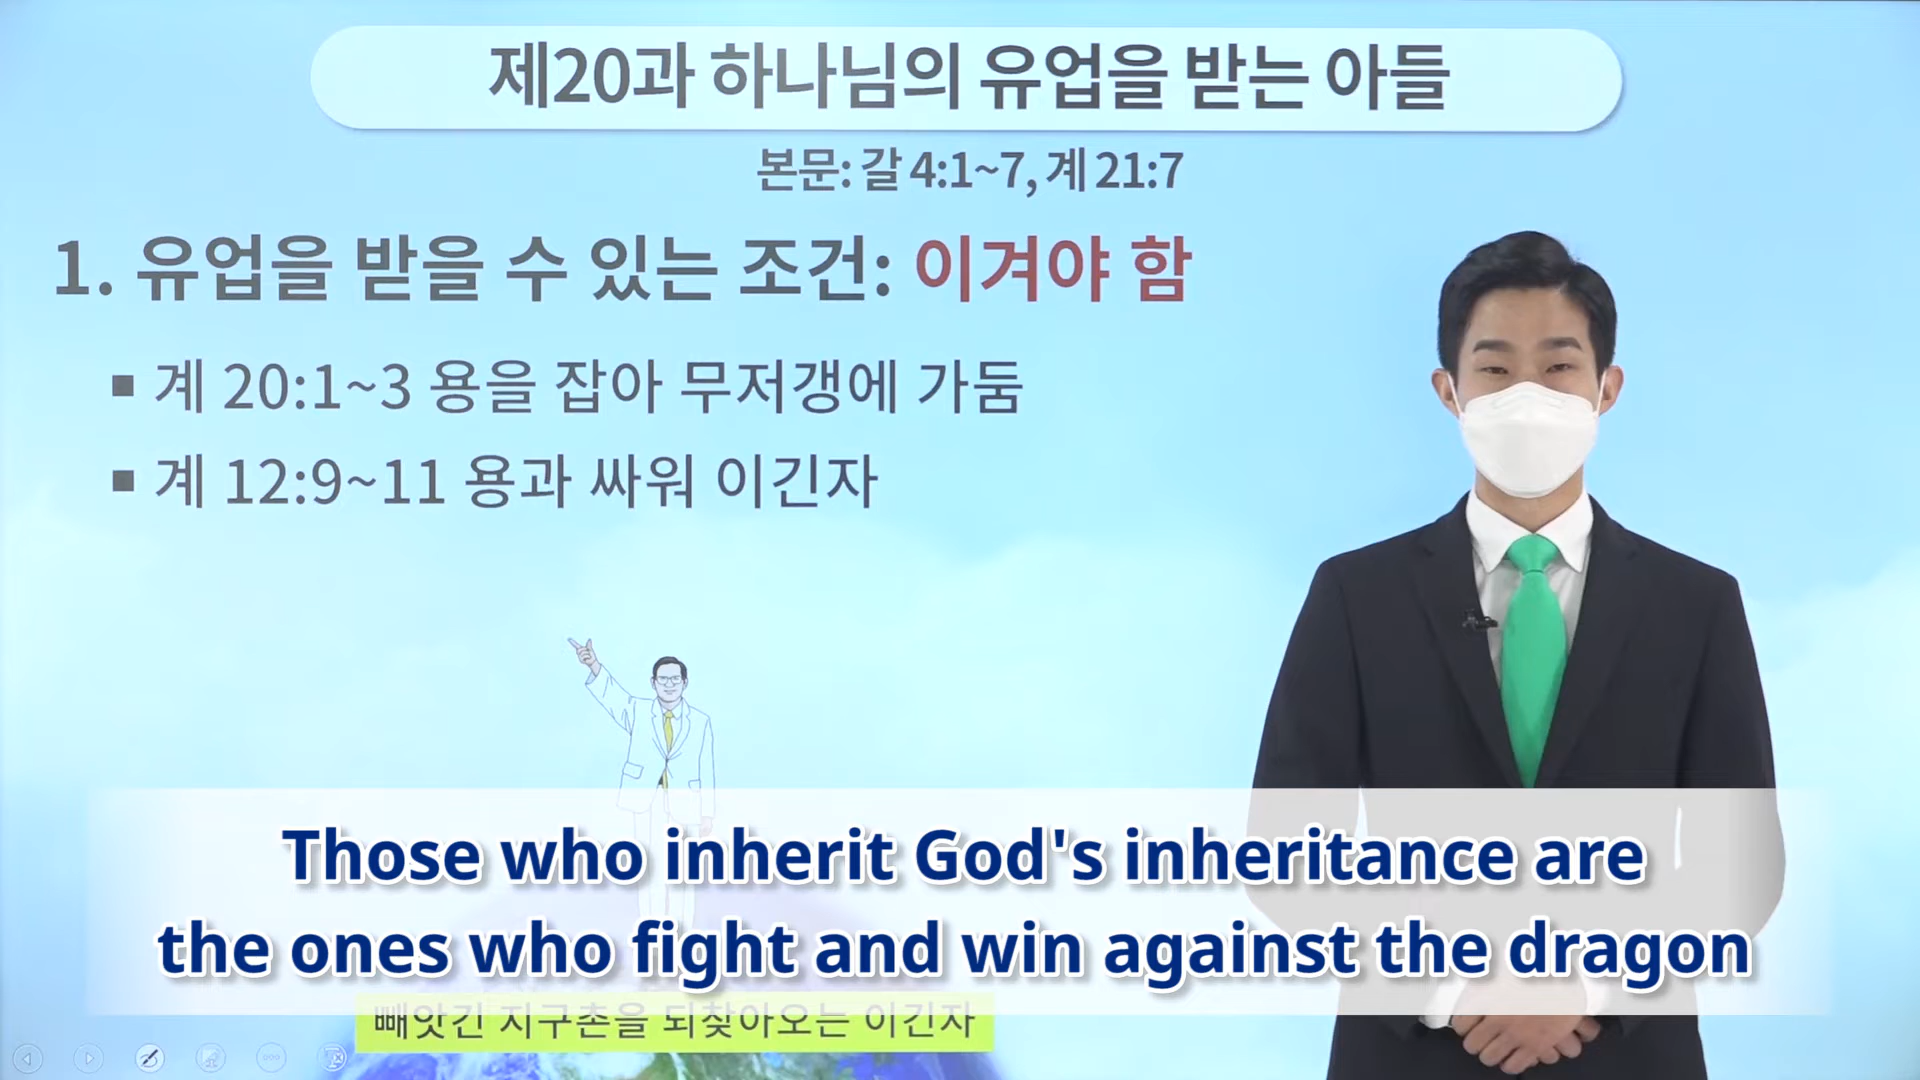 제20과 하나님의 유업을 받는 아들
본문: 갈 4:1~7, 계 21:7
1. 유업을 받을 수 있는 조건: 이겨야 함
▪ 계 20:1~3 용을 잡아 무저갱에 가둠
▪ 계 12:9~11 용과 싸워 이긴자
Those who inherit God's inheritance are
the ones who fight and win against the dragon
빼앗긴 지구촌을 되찾아오는 이긴자